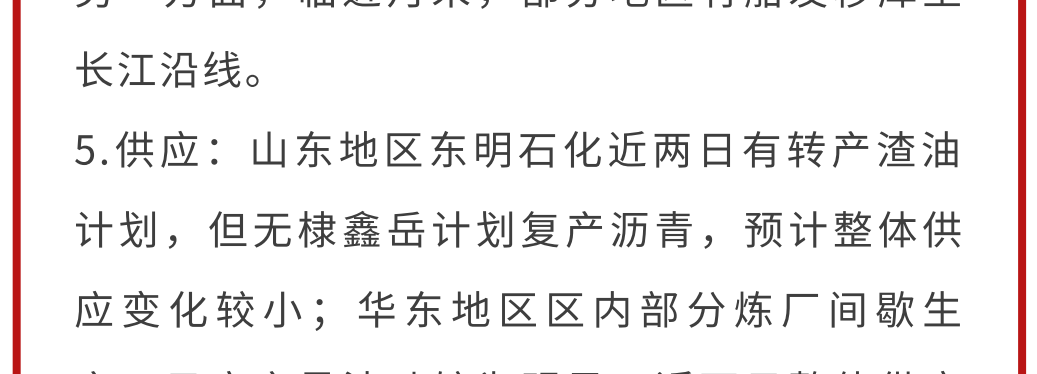 长江沿线。
5.供应：山东地区东明石化近两日有转产渣油
计划，但无棣鑫岳计划复产沥青，预计整体供
应变化较小；华东地区区内部分炼厂间歇生